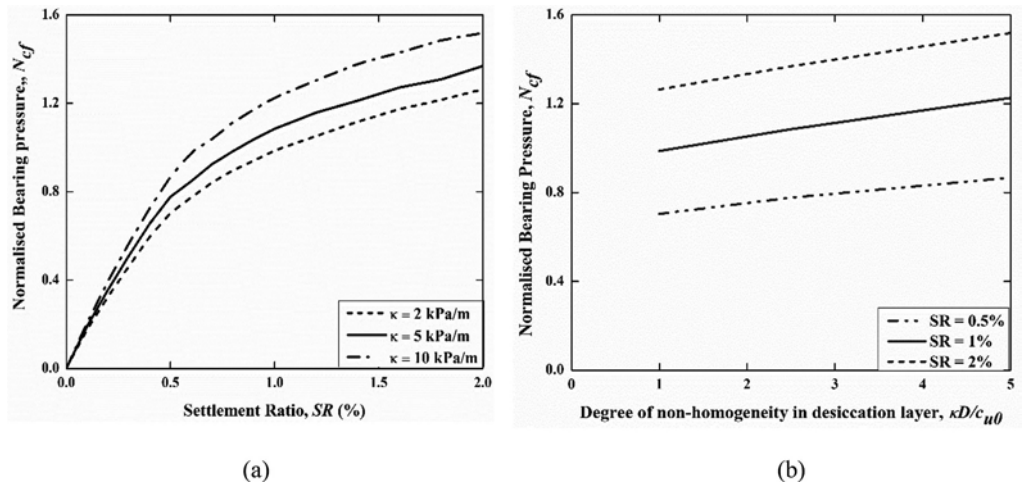 1.6
1.2
0.8
0.4
0.0
Normalised Bearing pressure,, Ncf
0.0 0.5 1.0 1.5 2.0
Settlement Ratio, SR (%)
κ = 2 kPa/m
κ = 5 kPa/m
κ = 10 kPa/m
(a)
1.6
1.2
0.8
0.4
0.0
Normalised Bearing Pressure, Ncf
0 1 2 3 4 5
Degree of non-homogeneity in desiccation layer, κD/cu0
SR = 0.5%
SR = 1%
SR = 2%
(b)